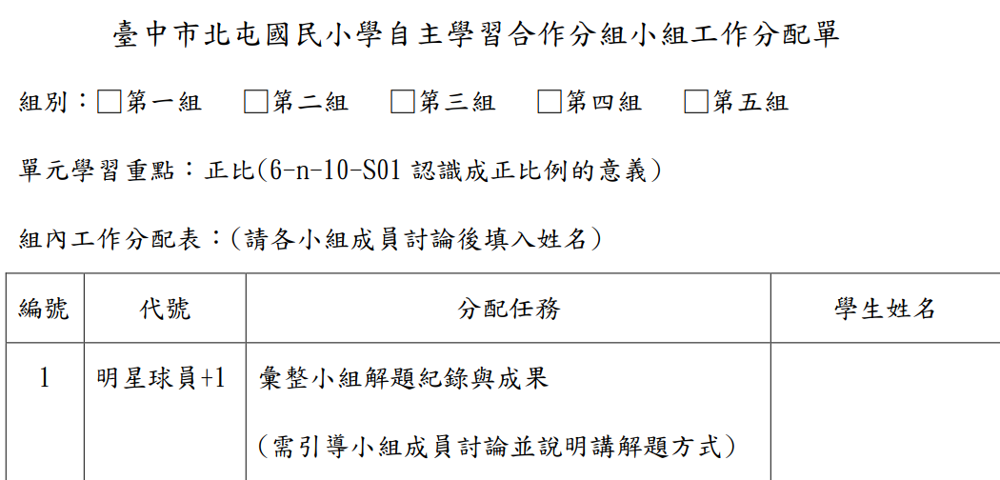 臺中市北屯國民小學自主學習合作分組小組工作分配單
組別：□第一組 □第二組 □第三組 □第四組 □第五組
單元學習重點：正比(6-n-10-S01 認識成正比例的意義)
組內工作分配表：(請各小組成員討論後填入姓名)
編號 代號 分配任務 學生姓名
1 明星球員+1 彙整小組解題紀錄與成果
(需引導小組成員討論並說明講解題方式)